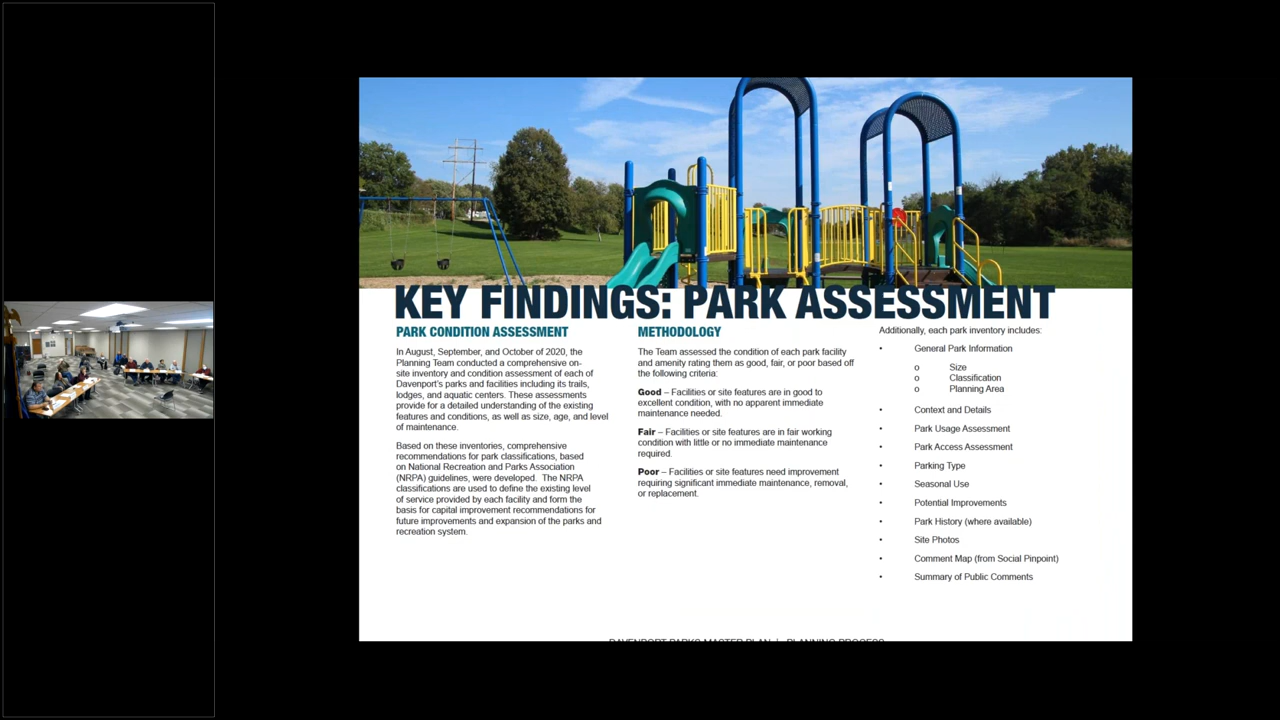 KEY FINDINGS: PARK ASSESSMENT
PARK CONDITION ASSESSMENT
In August, September, and October of 2020, the
Planning Team conducted a comprehensive on-
site inventory and condition assessment of each of
Davenport's parks and facilities including its trails,
lodges, and aquatic centers. These assessments
provide for a detailed understanding of the existing
features and conditions, as well as size, age, and level
of maintenance.
Based on these inventories, comprehensive
recommendations for park classifications, based
on National Recreation and Parks Association
(NRPA) guidelines, were developed. The NRPA
classifications are used to define the existing level
of service provided by each facility and form the
basis for capital improvement recommendations for
future improvements and expansion of the parks and
recreation system.
METHODOLOGY
The Team assessed the condition of each park facility
and amenity rating them as good, fair, or poor based off
the following criteria:
Good – Facilities or site features are in good to
excellent condition, with no apparent immediate
maintenance needed.
Fair – Facilities or site features are in fair working
condition with little or no immediate maintenance
required.
Poor – Facilities or site features need improvement
requiring significant immediate maintenance, removal,
or replacement.
Additionally, each park inventory includes:
• General Park Information
o Size
o Classification
o Planning Area
• Context and Details
• Park Usage Assessment
• Park Access Assessment
• Parking Type
• Seasonal Use
• Potential Improvements
• Park History (where available)
• Site Photos
• Comment Map (from Social Pinpoint)
• Summary of Public Comments
DAVENPORT PARKS MASTER PLAN | PLANNING PROCESS